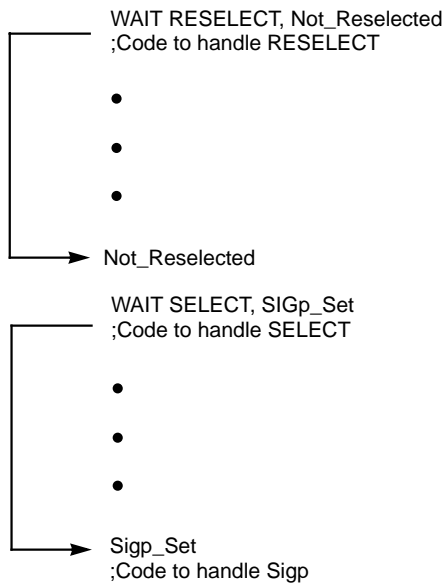 WAIT RESELECT, Not_Reselected
;Code to handle RESELECT
Not_Reselected
WAIT SELECT, SIGp_Set
;Code to handle SELECT
Sigp_Set
;Code to handle Sigp